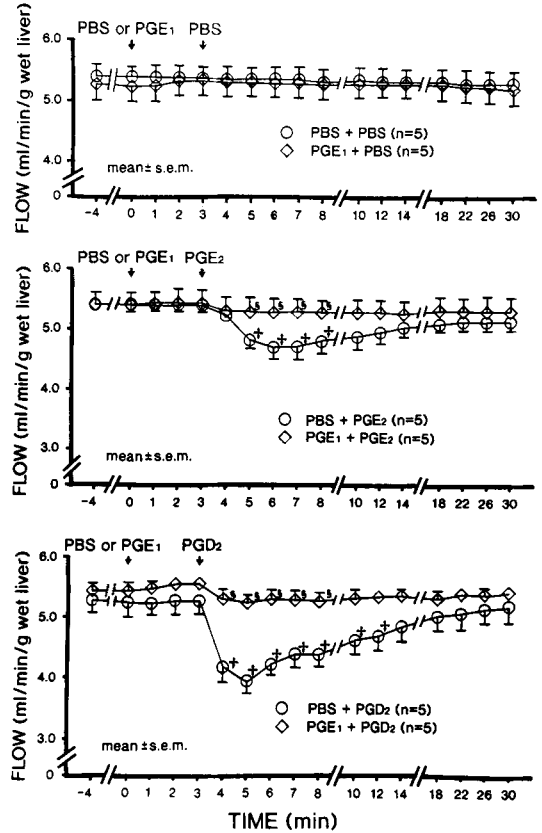 PBS or PGE₁ PBS
FLOW (ml/min/g wet liver)
6.0
5.0
4.0
0
PBS + PBS (n=5)
PGE₁ + PBS (n=5)
mean± s.e.m.
-4 0 1 2 3 4 5 6 7 8 10 12 14 18 22 26 30
PBS or PGE₁ PGE₂
FLOW (ml/min/g wet liver)
6.0
5.0
4.0
3.0
0
§ § § §
+ + + +
PBS + PGE₂ (n=5)
PGE₁ + PGE₂ (n=5)
mean±s.e.m.
-4 0 1 2 3 4 5 6 7 8 10 12 14 18 22 26 30
PBS or PGE₁ PGD₂
FLOW (ml/min/g wet liver)
6.0
5.0
4.0
3.0
0
§ § § § §
+ + + + + + +
PBS + PGD₂ (n=5)
PGE₁ + PGD₂ (n=5)
mean ±s.e.m.
-4 0 1 2 3 4 5 6 7 8 10 12 14 18 22 26 30
TIME (min)